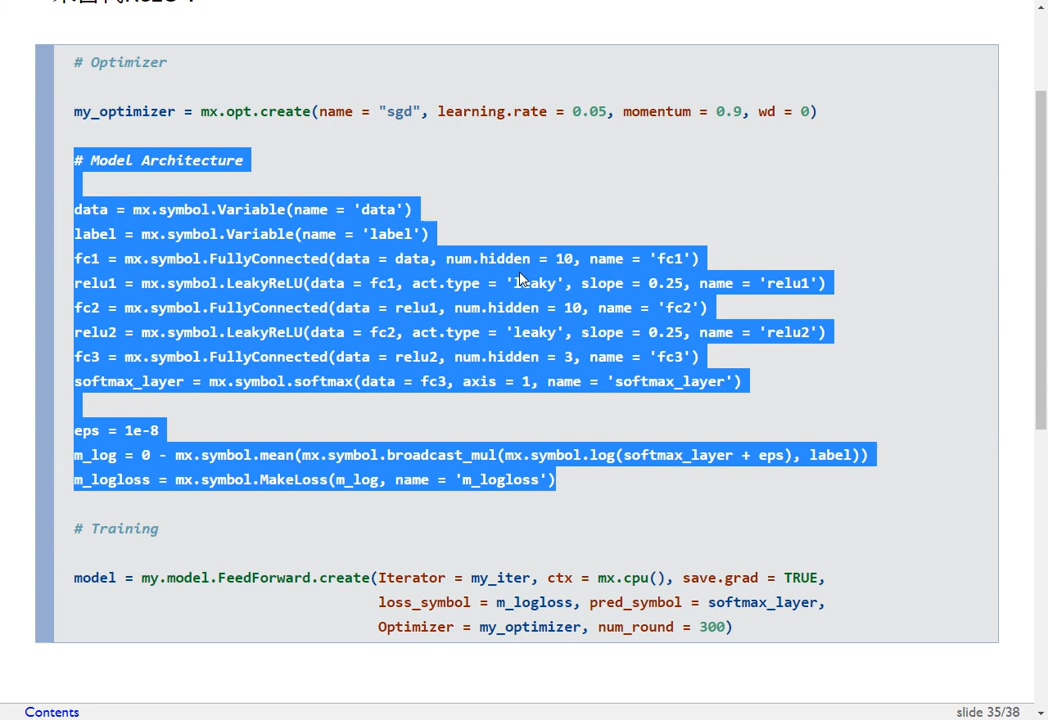 # Optimizer
my_optimizer = mx.opt.create(name = "sgd", learning.rate = 0.05, momentum = 0.9, wd = 0)
# Model Architecture
data = mx.symbol.Variable(name = 'data')
label = mx.symbol.Variable(name = 'label')
fc1 = mx.symbol.FullyConnected(data = data, num.hidden = 10, name = 'fc1')
relu1 = mx.symbol.LeakyReLU(data = fc1, act.type = 'leaky', slope = 0.25, name = 'relu1')
fc2 = mx.symbol.FullyConnected(data = relu1, num.hidden = 10, name = 'fc2')
relu2 = mx.symbol.LeakyReLU(data = fc2, act.type = 'leaky', slope = 0.25, name = 'relu2')
fc3 = mx.symbol.FullyConnected(data = relu2, num.hidden = 3, name = 'fc3')
softmax_layer = mx.symbol.softmax(data = fc3, axis = 1, name = 'softmax_layer')
eps = 1e-8
m_log = 0 - mx.symbol.mean(mx.symbol.broadcast_mul(mx.symbol.log(softmax_layer + eps), label))
m_logloss = mx.symbol.MakeLoss(m_log, name = 'm_logloss')
# Training
model = my.model.FeedForward.create(Iterator = my_iter, ctx = mx.cpu(), save.grad = TRUE,
loss_symbol = m_logloss, pred_symbol = softmax_layer,
Optimizer = my_optimizer, num_round = 300)
Contents
slide 35/38